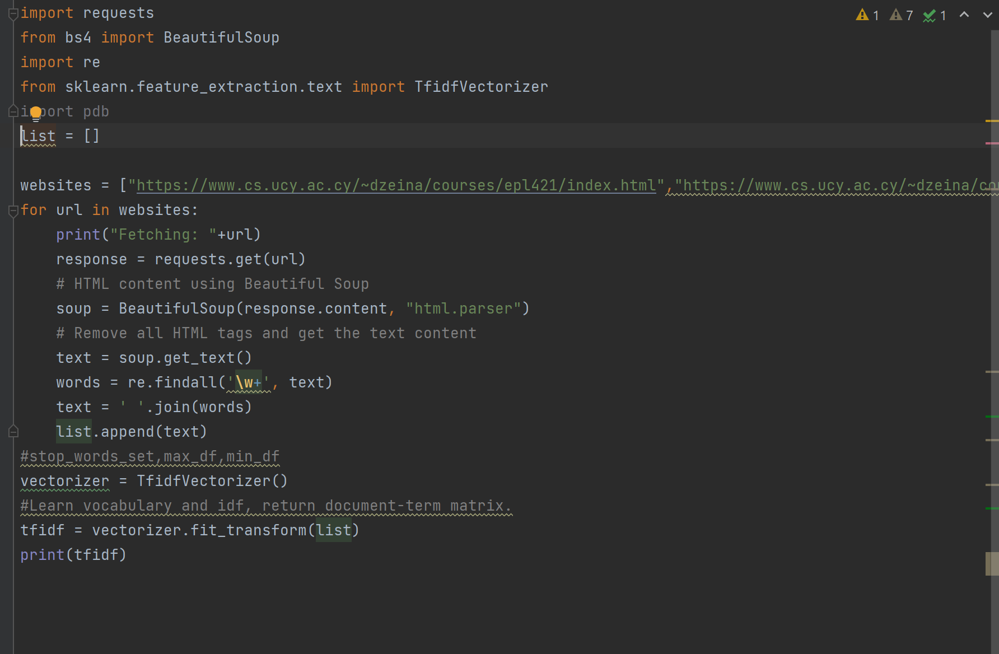 import requests
from bs4 import BeautifulSoup
import re
from sklearn.feature_extraction.text import TfidfVectorizer
import pdb
list = []
websites = ["https://www.cs.ucy.ac.cy/~dzeina/courses/epl421/index.html","https://www.cs.ucy.ac.cy/~dzeina/cou
for url in websites:
    print("Fetching: "+url)
    response = requests.get(url)
    # HTML content using Beautiful Soup
    soup = BeautifulSoup(response.content, "html.parser")
    # Remove all HTML tags and get the text content
    text = soup.get_text()
    words = re.findall('\w+', text)
    text = ' '.join(words)
    list.append(text)
#stop_words_set,max_df,min_df
vectorizer = TfidfVectorizer()
#Learn vocabulary and idf, return document-term matrix.
tfidf = vectorizer.fit_transform(list)
print(tfidf)
1 7 1